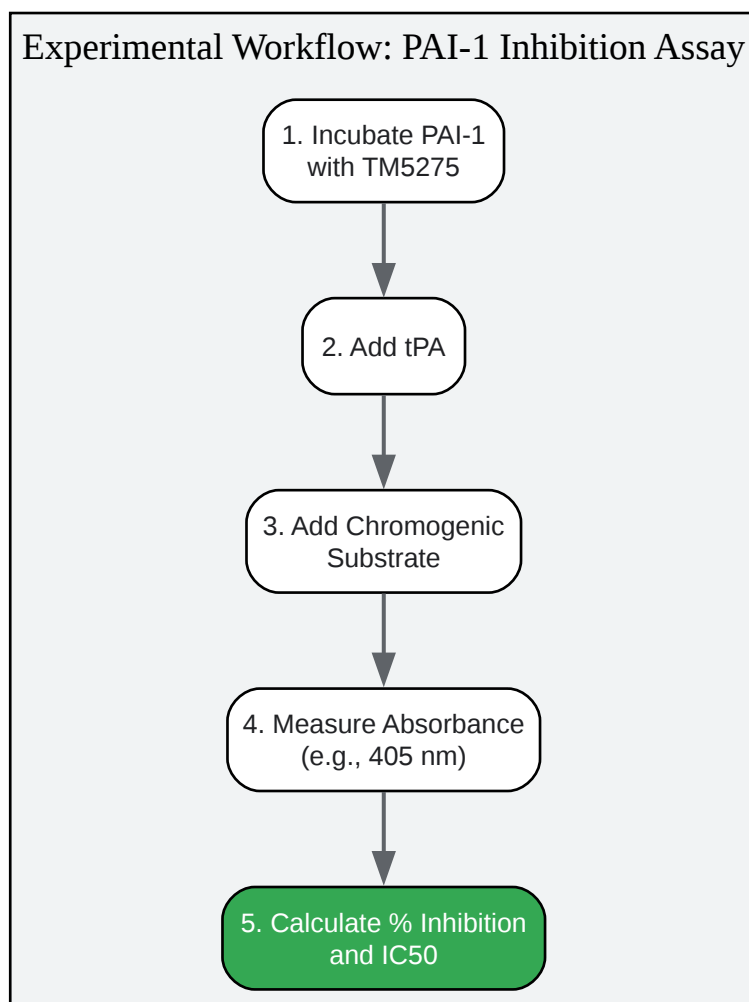 Experimental Workflow: PAI-1 Inhibition Assay
1. Incubate PAI-1
with TM5275
2. Add tPA
3. Add Chromogenic
Substrate
4. Measure Absorbance
(e.g., 405 nm)
5. Calculate % Inhibition
and IC50